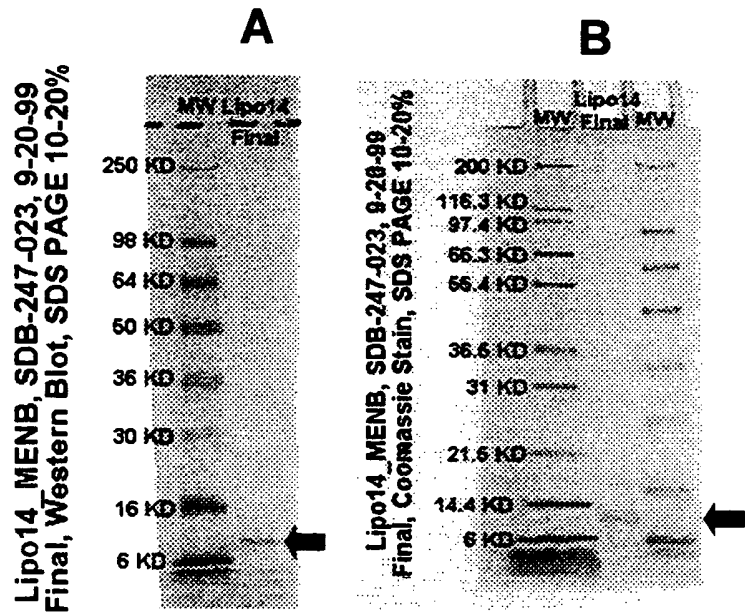 A
Lipo14_MENB, SDB-247-023, 9-20-99
Final, Western Blot, SDS PAGE 10-20%
MW Lipo14
Final
250 KD
98 KD
64 KD
50 KD
36 KD
30 KD
16 KD
6 KD
B
Lipo14_MENB, SDB-247-023, 9-20-99
Final, Coomassie Stain, SDS PAGE 10-20%
Lipo14
MW Final MW
200 KD
116.3 KD
97.4 KD
66.3 KD
55.4 KD
36.5 KD
31 KD
21.5 KD
14.4 KD
6 KD